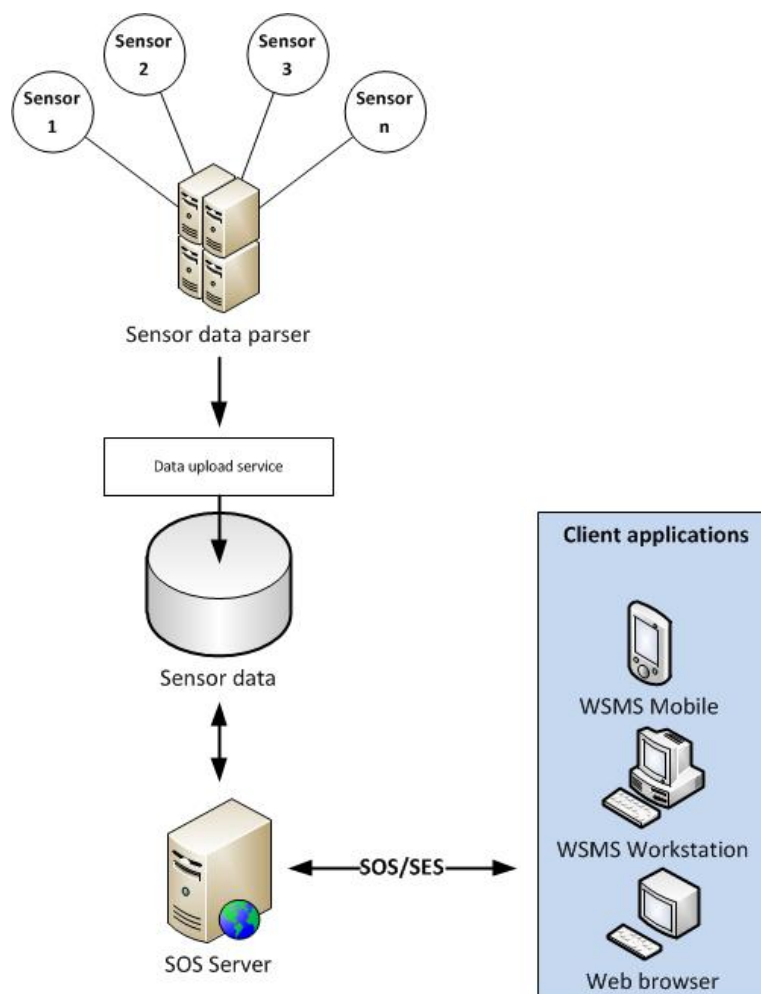 Sensor
2
Sensor
3
Sensor
1
Sensor
n
Sensor data parser
Data upload service
Client applications
Sensor data
WSMS Mobile
WSMS Workstation
SOS/SES
SOS Server
Web browser